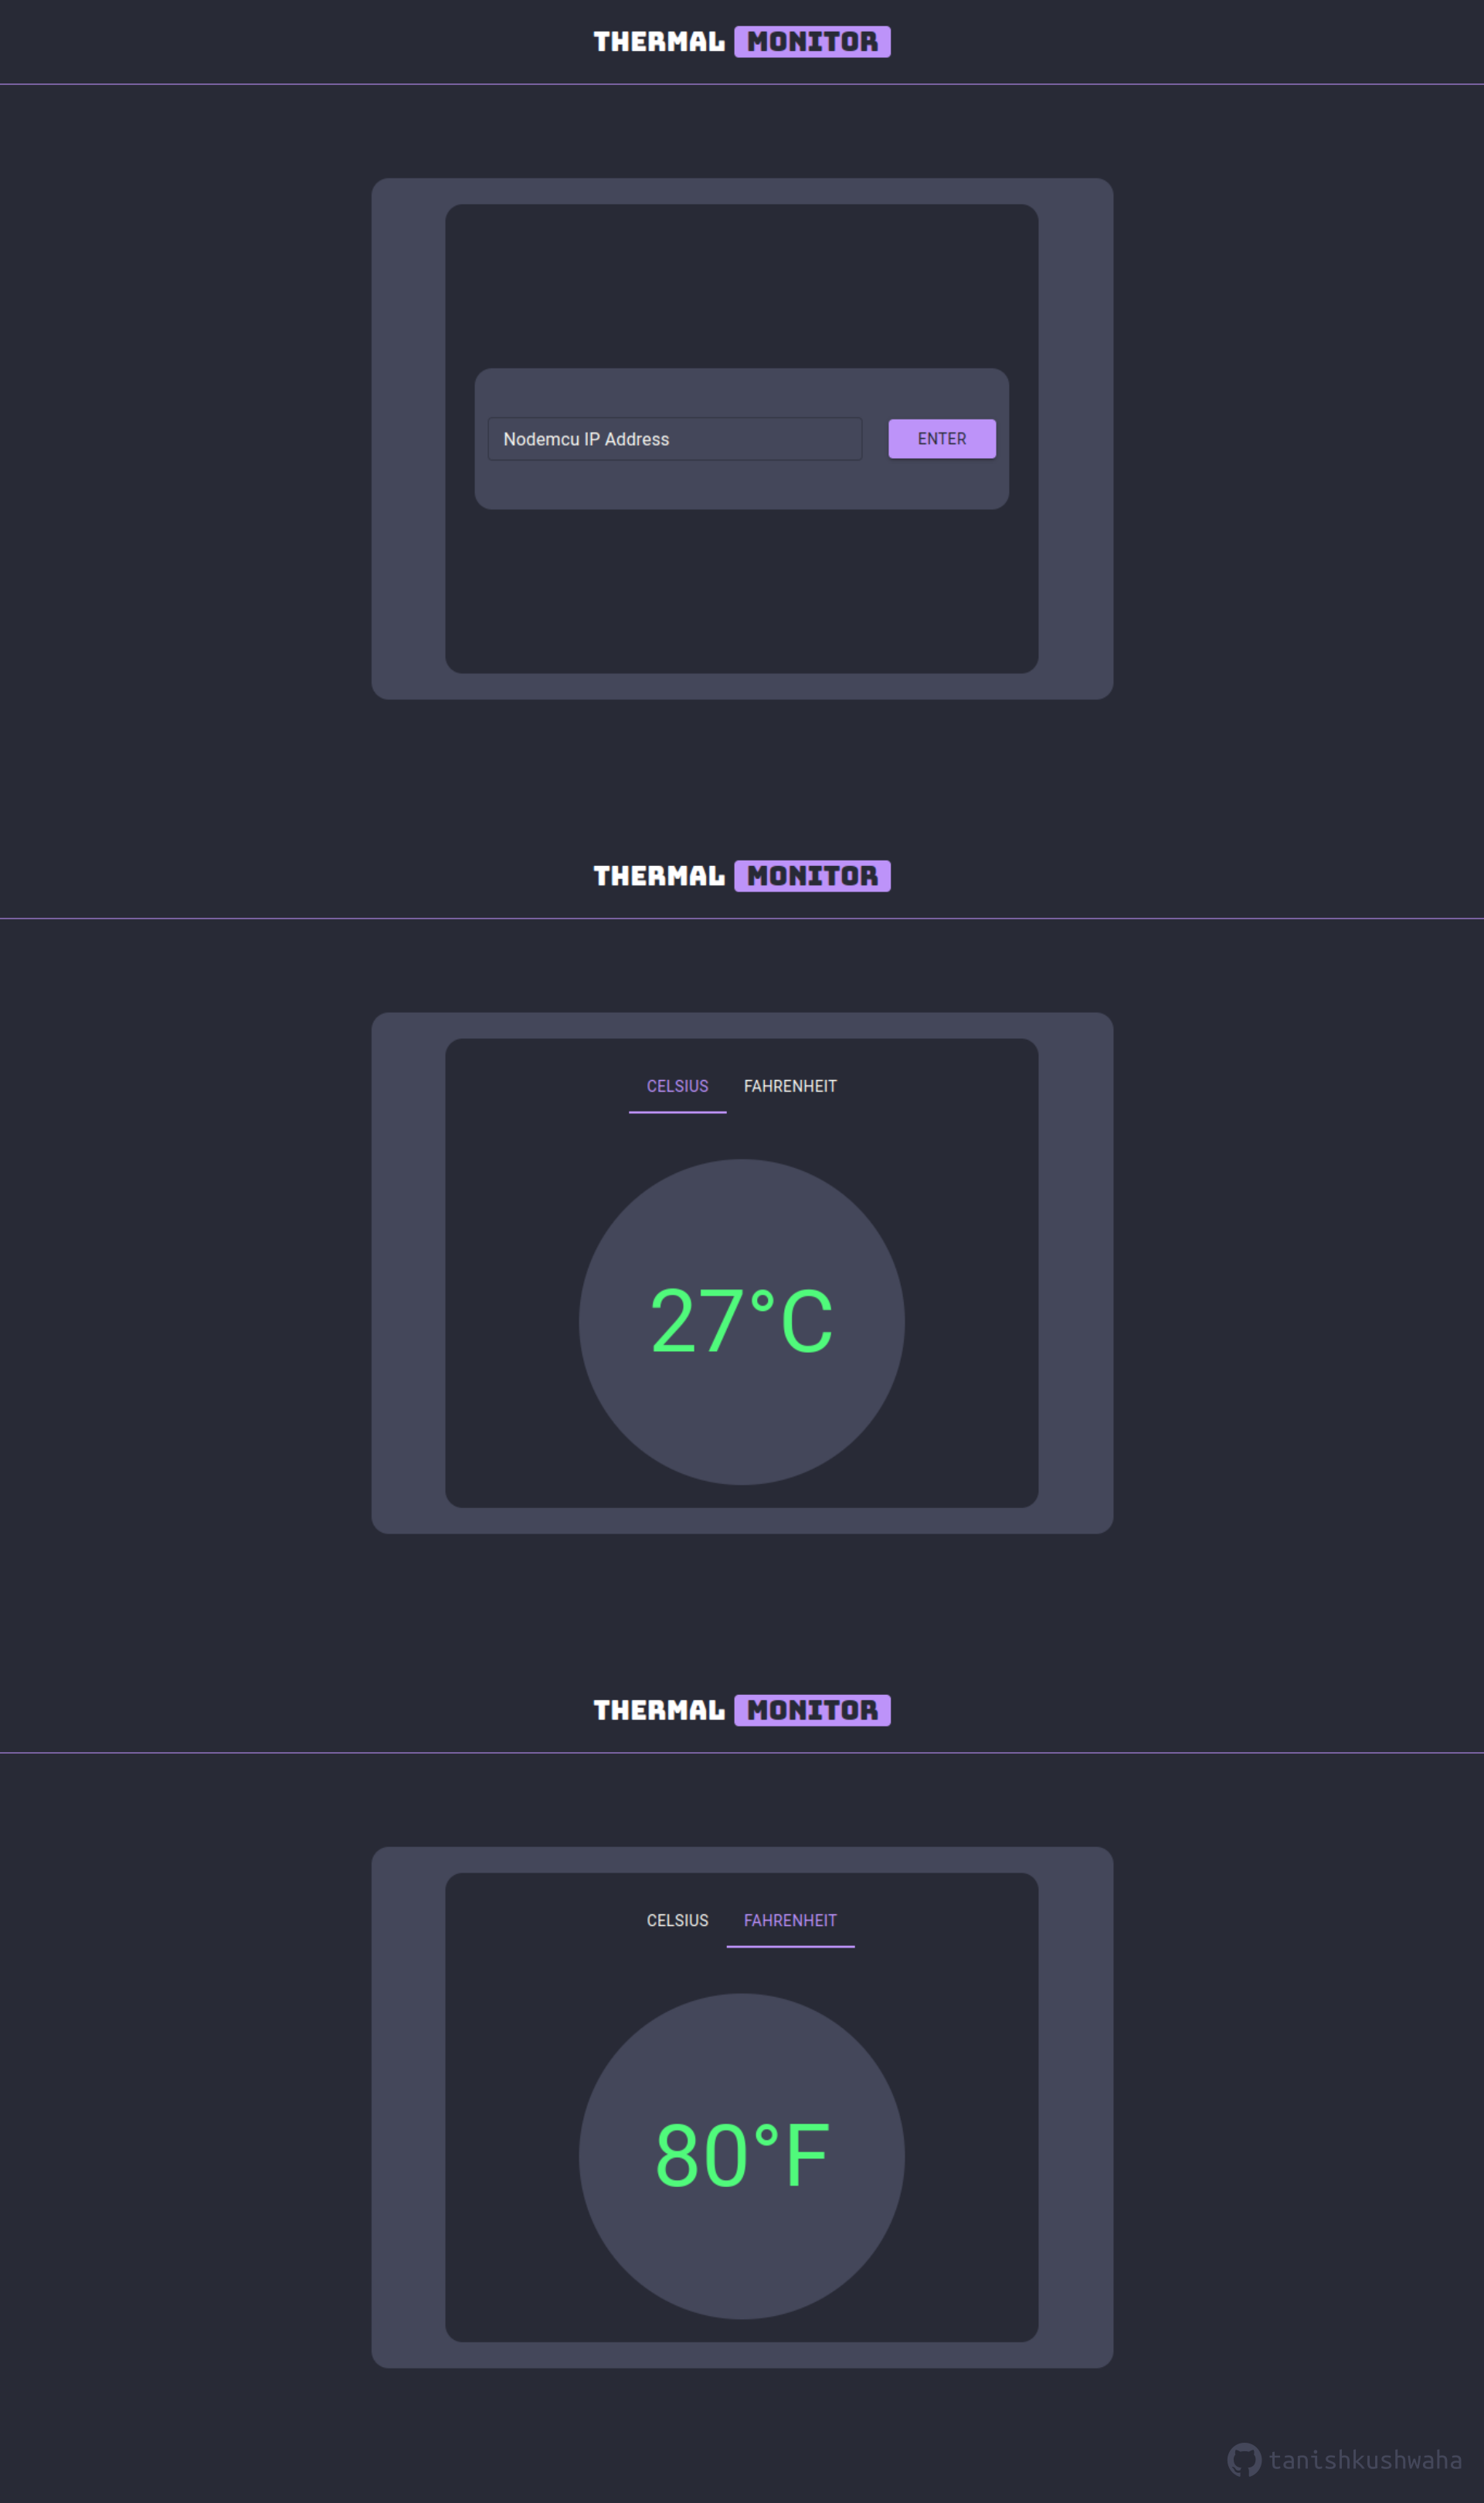 THERMAL MONITOR
Nodemcu IP Address ENTER
THERMAL MONITOR
CELSIUS FAHRENHEIT
27°C
THERMAL MONITOR
CELSIUS FAHRENHEIT
80°F
tanishkushwaha